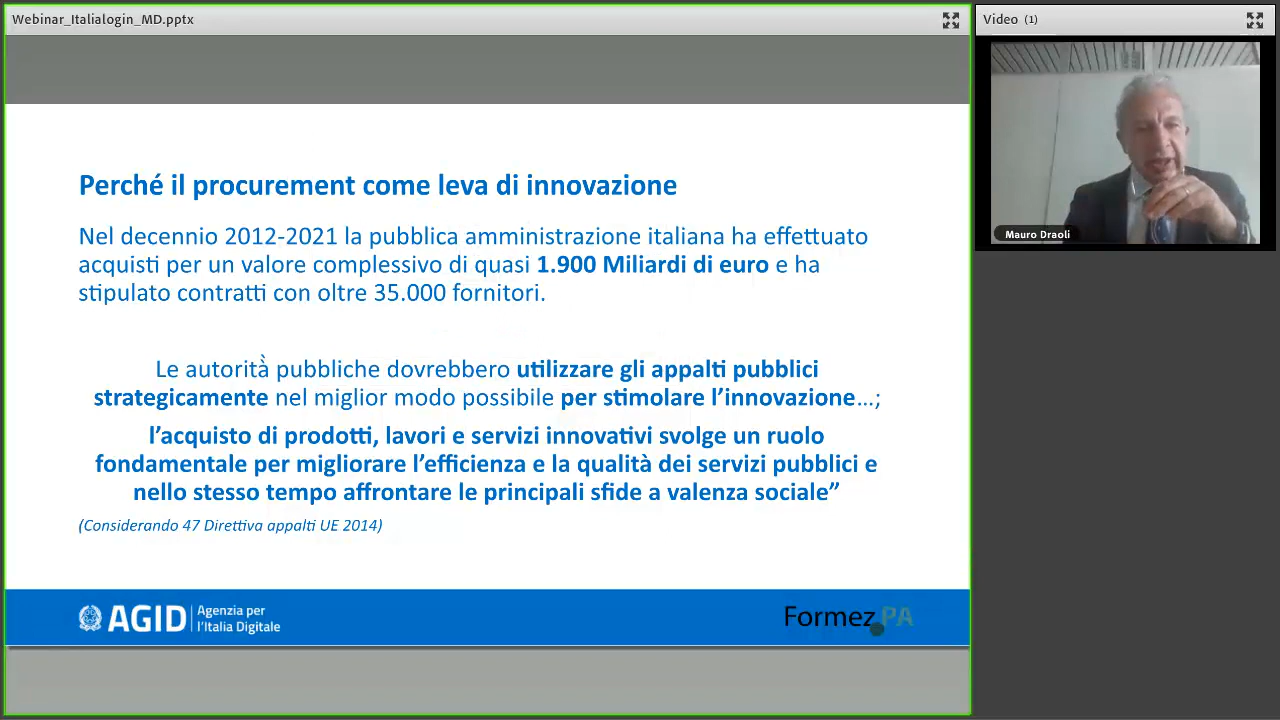 Webinar_Italialogin_MD.pptx
Video (1)
Mauro Draoli
Perché il procurement come leva di innovazione
Nel decennio 2012-2021 la pubblica amministrazione italiana ha effettuato
acquisti per un valore complessivo di quasi 1.900 Miliardi di euro e ha
stipulato contratti con oltre 35.000 fornitori.
Le autorità̀ pubbliche dovrebbero utilizzare gli appalti pubblici
strategicamente nel miglior modo possibile per stimolare l’innovazione…;
l’acquisto di prodotti, lavori e servizi innovativi svolge un ruolo
fondamentale per migliorare l’efficienza e la qualità dei servizi pubblici e
nello stesso tempo affrontare le principali sfide a valenza sociale”
(Considerando 47 Direttiva appalti UE 2014)
AGID
Agenzia per
l’Italia Digitale
Formez PA